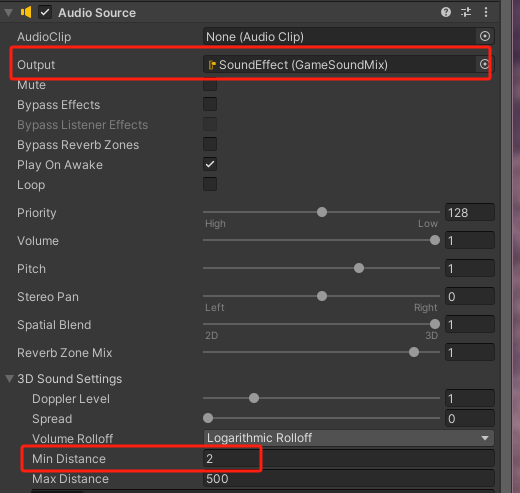 Audio Source
AudioClip None (Audio Clip)
Output SoundEffect (GameSoundMix)
Mute
Bypass Effects
Bypass Listener Effects
Bypass Reverb Zones
Play On Awake
Loop
Priority 128
High Low
Volume 1
Pitch 1
Stereo Pan 0
Left Right
Spatial Blend 1
2D 3D
Reverb Zone Mix 1
3D Sound Settings
Doppler Level 1
Spread 0
Volume Rolloff Logarithmic Rolloff
Min Distance 2
Max Distance 500